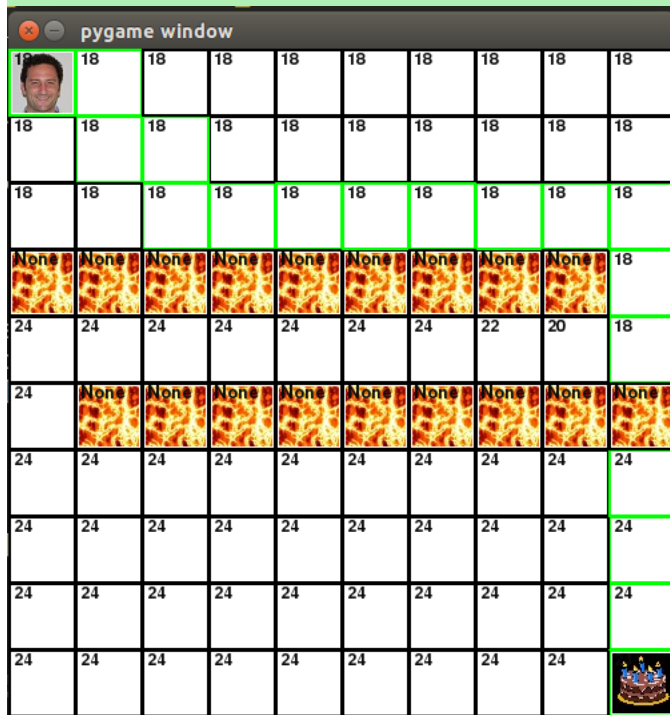 pygame window
18 18 18 18 18 18 18 18 18 18
18 18 18 18 18 18 18 18 18 18
18 18 18 18 18 18 18 18 18 18
None None None None None None None None None 18
24 24 24 24 24 24 24 22 20 18
24 None None None None None None None None None
24 24 24 24 24 24 24 24 24 24
24 24 24 24 24 24 24 24 24 24
24 24 24 24 24 24 24 24 24 24
24 24 24 24 24 24 24 24 24